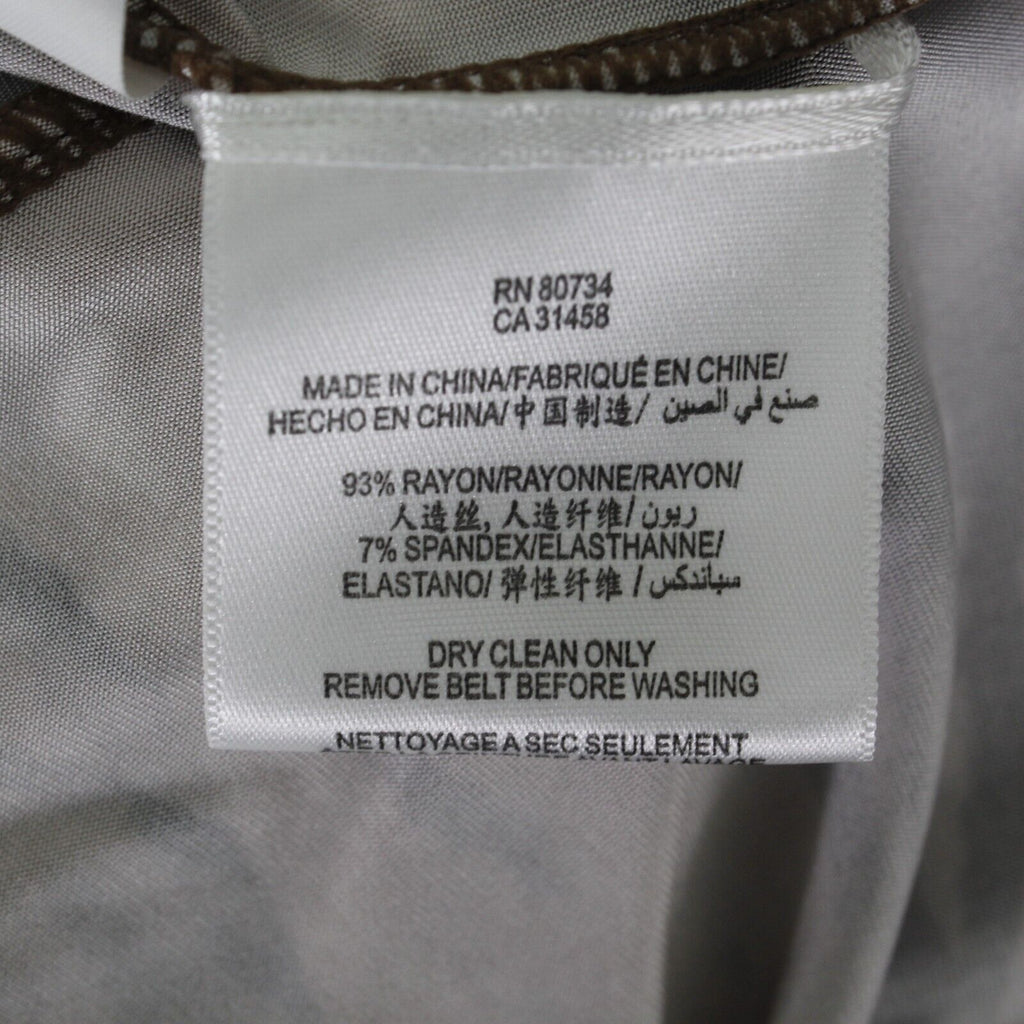 RN 80734
CA 31458
MADE IN CHINA/FABRIQUÉ EN CHINE/
HECHO EN CHINA/中国制造/ صنع في الصين
93% RAYON/RAYONNE/RAYON/
人造丝, 人造纤维/ ريون
7% SPANDEX/ELASTHANNE/
ELASTANO/ 弹性纤维 / سباندكس
DRY CLEAN ONLY
REMOVE BELT BEFORE WASHING
NETTOYAGE A SEC SEULEMENT
AVANT LAVAGE